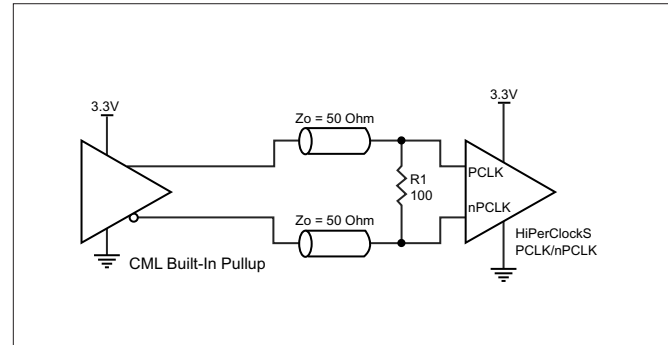 3.3V
3.3V
Zo = 50 Ohm
PCLK
R1
100
nPCLK
Zo = 50 Ohm
HiPerClockS
PCLK/nPCLK
CML Built-In Pullup